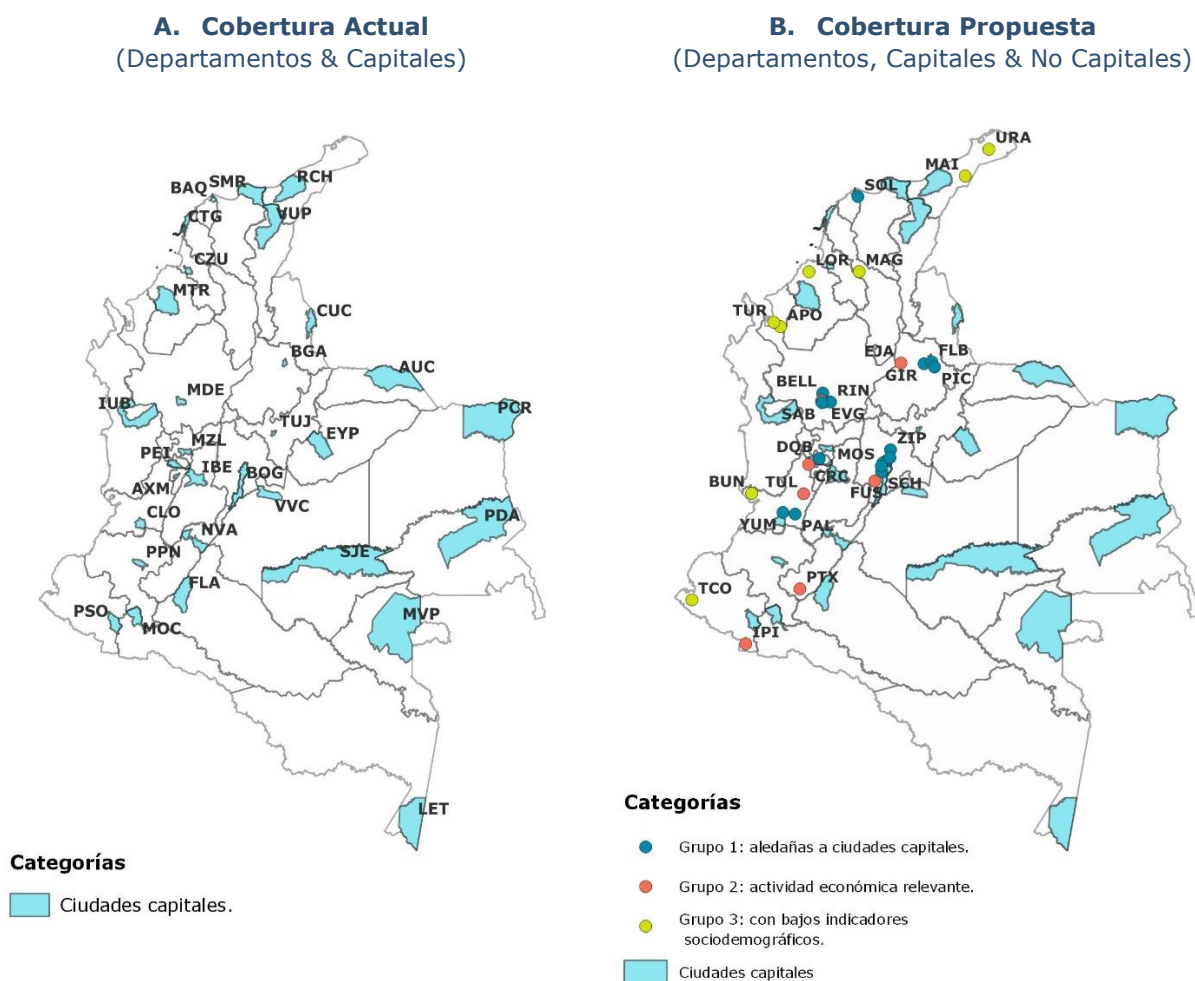 A. Cobertura Actual
(Departamentos & Capitales)
BAQ
SMR
RCH
CTG
VUP
CZU
MTR
CUC
BGA
AUC
MDE
IUB
PCR
TUJ
EYP
MZL
PEI
IBE
BOG
AXM
VVC
CLO
PDA
NVA
PPN
SJE
FLA
PSO
MOC
MVP
LET
Categorías
Ciudades capitales.
B. Cobertura Propuesta
(Departamentos, Capitales & No Capitales)
URA
MAI
SOL
LOR
MAG
TUR
APO
EJA
FLB
GIR
PIC
BELL
RIN
SAB
EVG
ZIP
DQB
MOS
BUN
TUL
CRC
FUS
SCH
YUM
PAL
PTX
TCO
IPI
Categorías
Grupo 1: aledañas a ciudades capitales.
Grupo 2: actividad económica relevante.
Grupo 3: con bajos indicadores
sociodemográficos.
Ciudades capitales